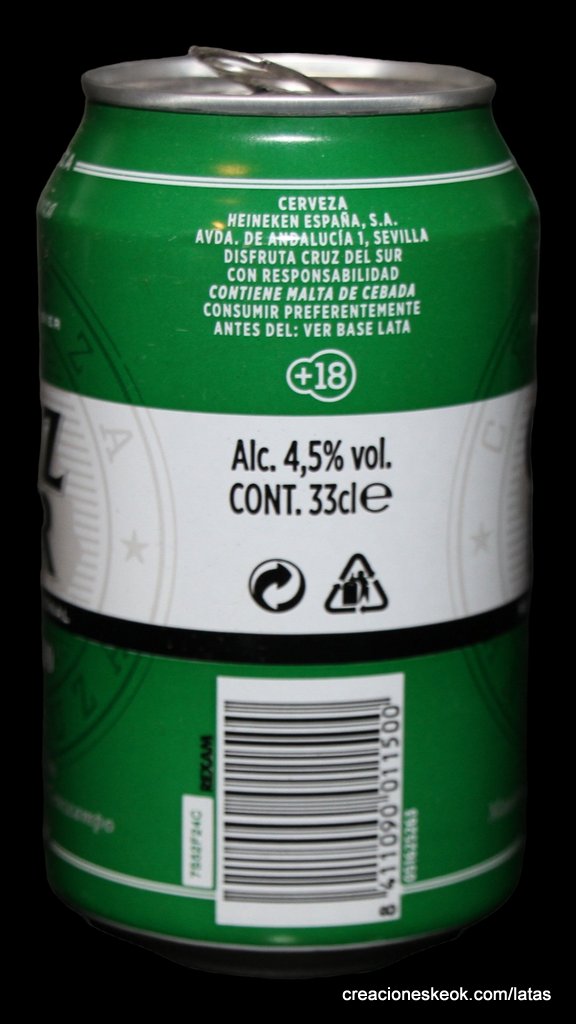 CERVEZA
HEINEKEN ESPAÑA, S.A.
AVDA. DE ANDALUCÍA 1, SEVILLA
DISFRUTA CRUZ DEL SUR
CON RESPONSABILIDAD
CONTIENE MALTA DE CEBADA
CONSUMIR PREFERENTEMENTE
ANTES DEL: VER BASE LATA
+18
Alc. 4,5% vol.
CONT. 33cl e
Z
R
REXAM
8 411090 011500
creacioneskeok.com/latas